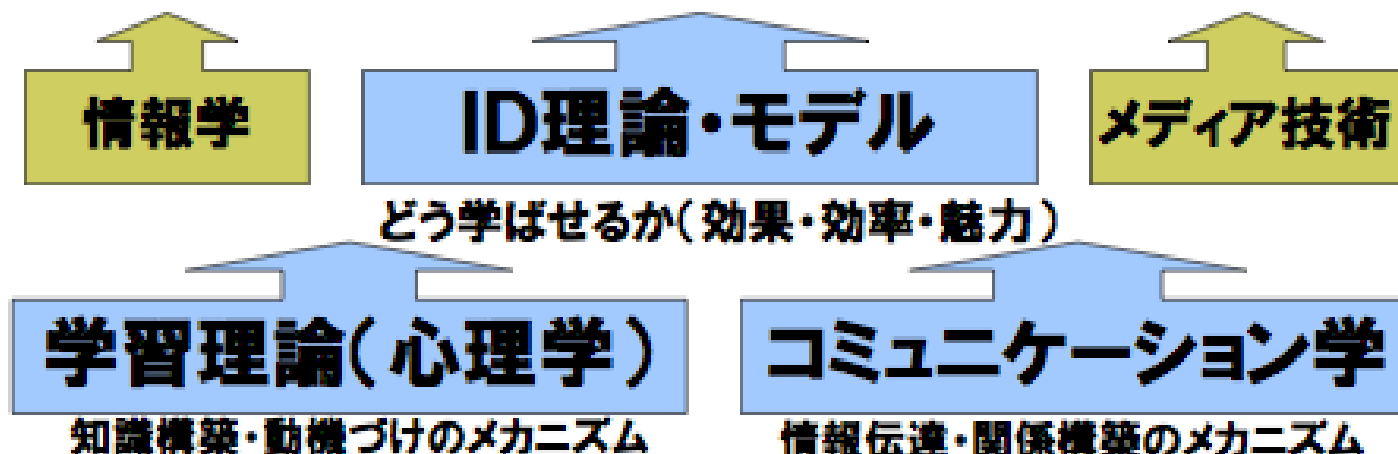 情報学
ID理論・モデル
メディア技術
どう学ばせるか(効果・効率・魅力)
学習理論(心理学)
コミュニケーション学
知識構築・動機づけのメカニズム
情報伝達・関係構築のメカニズム